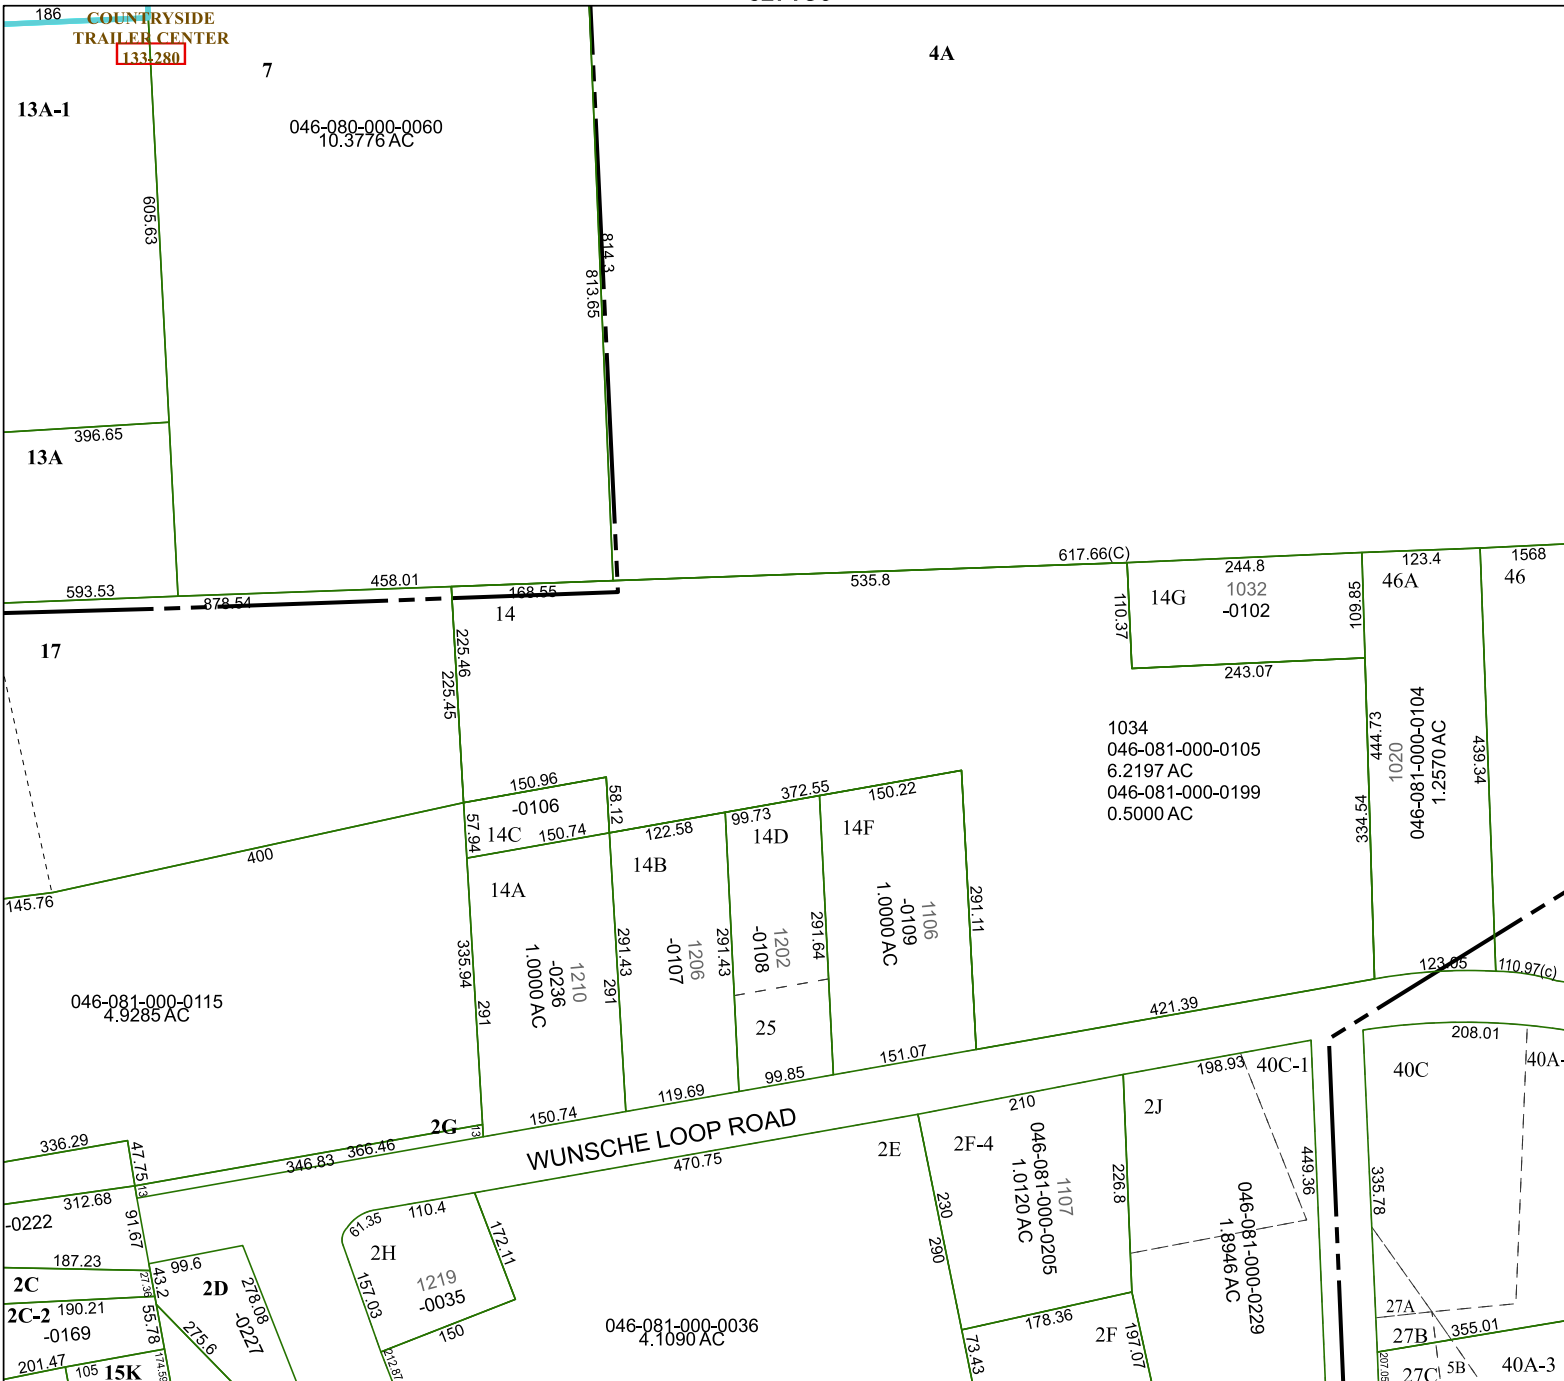 186
COUNTRYSIDE
TRAILER CENTER
133-280
7
4A
13A-1
046-080-000-0060
10.3776 AC
605.63
814.3
813.65
396.65
13A
593.53
458.01
878.54
168.55
14
535.8
617.66(C)
244.8
123.4
1568
46A
46
14G
1032
-0102
110.37
109.85
243.07
17
225.46
225.45
1034
046-081-000-0105
6.2197 AC
046-081-000-0199
0.5000 AC
444.73
334.54
1020
046-081-000-0104
1.2570 AC
439.34
150.96
-0106
58.12
57.94
14C
150.74
122.58
99.73
372.55
150.22
14D
14F
14B
14A
400
145.76
335.94
291
1210
-0236
1.0000 AC
291.43
291
1206
-0107
291.43
1202
-0108
291.64
1106
-0109
1.0000 AC
291.11
25
046-081-000-0115
4.9285 AC
123.05
110.97(c)
421.39
208.01
151.07
99.85
119.69
150.74
13
2G
366.46
346.83
WUNSCHE LOOP ROAD
470.75
210
198.93
40C-1
40C
40A-
2J
2E
2F-4
1107
046-081-000-0205
1.0120 AC
226.8
449.36
335.78
336.29
47.75
13
312.68
-0222
91.67
187.23
99.6
43.2
27.36
2C
2D
2C-2
190.21
-0169
55.78
278.08
-0227
275.6
201.47
105
15K
174.59
61.35
110.4
172.11
2H
1219
-0035
157.03
150
212.87
046-081-000-0036
4.1090 AC
230
290
178.36
73.43
2F
197.07
046-081-000-0229
1.8946 AC
27A
27B
355.01
27C
5B
40A-3
207.05